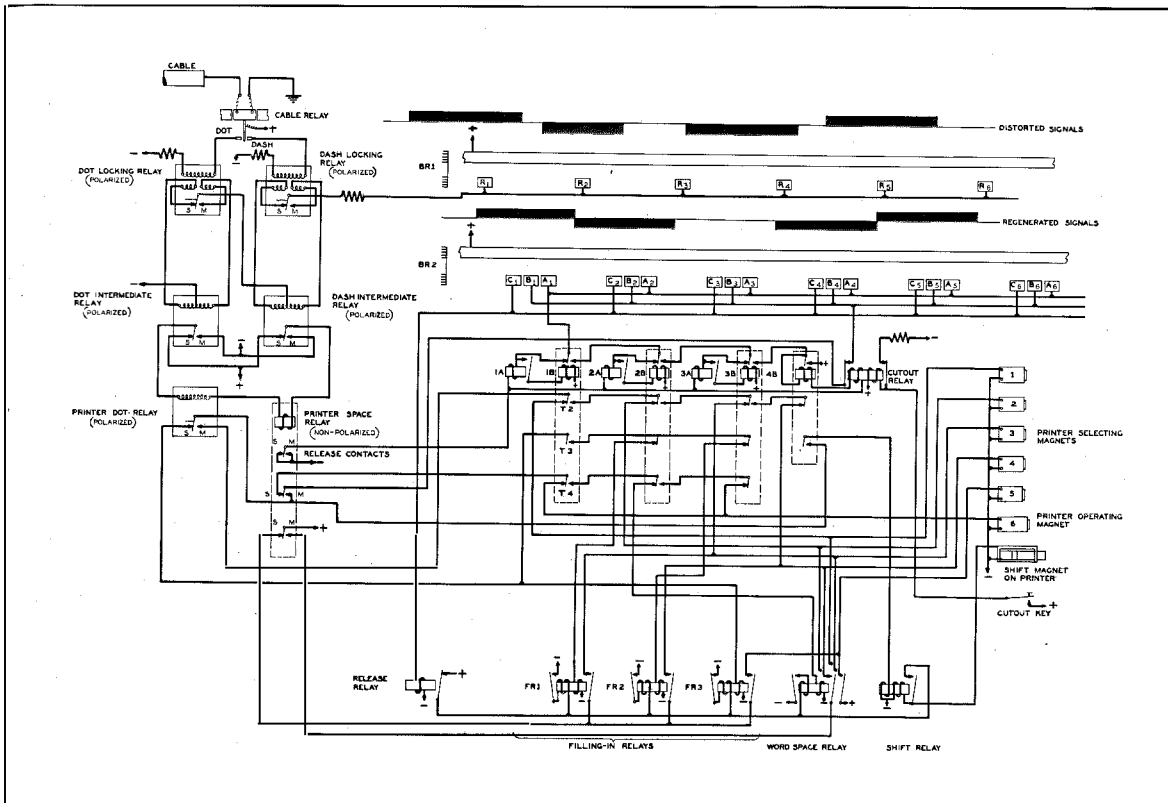 CABLE
CABLE RELAY
DOT
DASH
DISTORTED SIGNALS
DOT LOCKING RELAY
(POLARIZED)
DASH LOCKING
RELAY
(POLARIZED)
BR1
R1 R2 R3 R4 R5 R6
S M
S M
REGENERATED SIGNALS
BR2
C1 B1 A1 C2 B2 A2 C3 B3 A3 C4 B4 A4 C5 B5 A5 C6 B6 A6
DOT INTERMEDIATE
RELAY
(POLARIZED)
DASH INTERMEDIATE
RELAY
(POLARIZED)
S M
S M
1A 1B 2A 2B 3A 3B 4B
CUTOUT
RELAY
1
2
3
4
5
6
PRINTER SELECTING
MAGNETS
PRINTER OPERATING
MAGNET
PRINTER DOT-RELAY
(POLARIZED)
S M
PRINTER SPACE
RELAY
(NON-POLARIZED)
S M
RELEASE CONTACTS
S M
S M
T2
T3
T4
SHIFT MAGNET
ON PRINTER
CUTOUT KEY
RELEASE
RELAY
FR1
FR2
FR3
FILLING-IN RELAYS
WORD SPACE RELAY
SHIFT RELAY